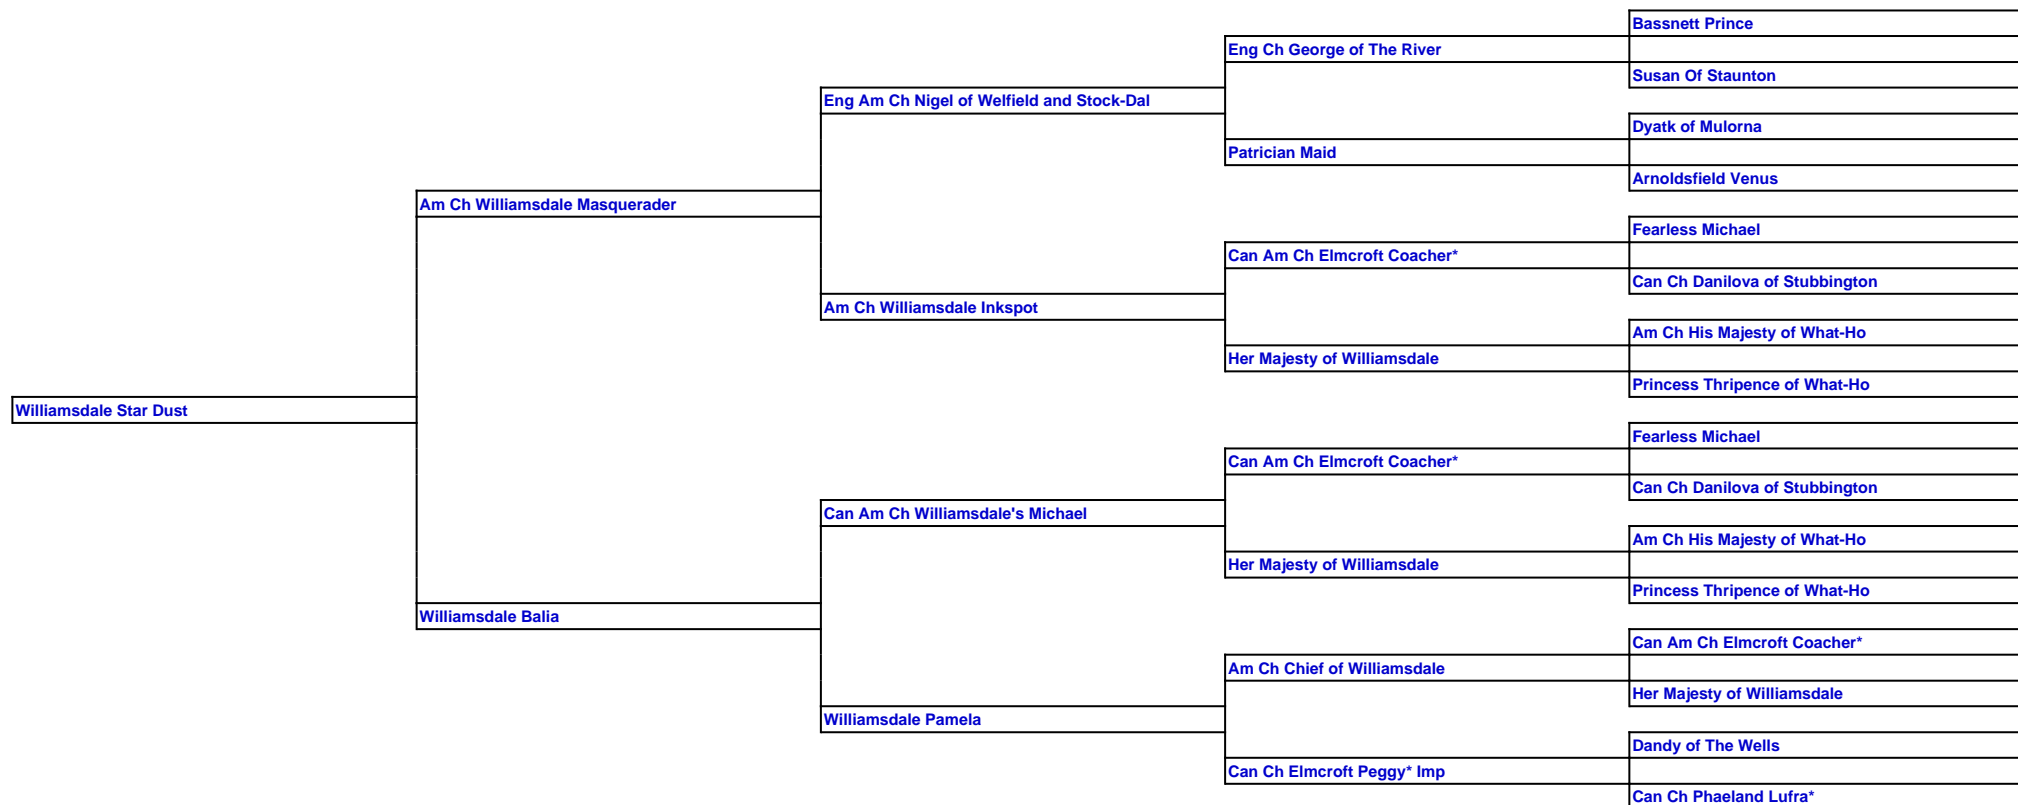 Bassnett Prince
Eng Ch George of The River
Susan Of Staunton
Eng Am Ch Nigel of Welfield and Stock-Dal
Dyatk of Mulorna
Patrician Maid
Arnoldsfield Venus
Am Ch Williamsdale Masquerader
Fearless Michael
Can Am Ch Elmcroft Coacher*
Can Ch Danilova of Stubbington
Am Ch Williamsdale Inkspot
Am Ch His Majesty of What-Ho
Her Majesty of Williamsdale
Princess Thripence of What-Ho
Williamsdale Star Dust
Fearless Michael
Can Am Ch Elmcroft Coacher*
Can Ch Danilova of Stubbington
Can Am Ch Williamsdale's Michael
Am Ch His Majesty of What-Ho
Her Majesty of Williamsdale
Princess Thripence of What-Ho
Williamsdale Balia
Can Am Ch Elmcroft Coacher*
Am Ch Chief of Williamsdale
Her Majesty of Williamsdale
Williamsdale Pamela
Dandy of The Wells
Can Ch Elmcroft Peggy* Imp
Can Ch Phaeland Lufra*